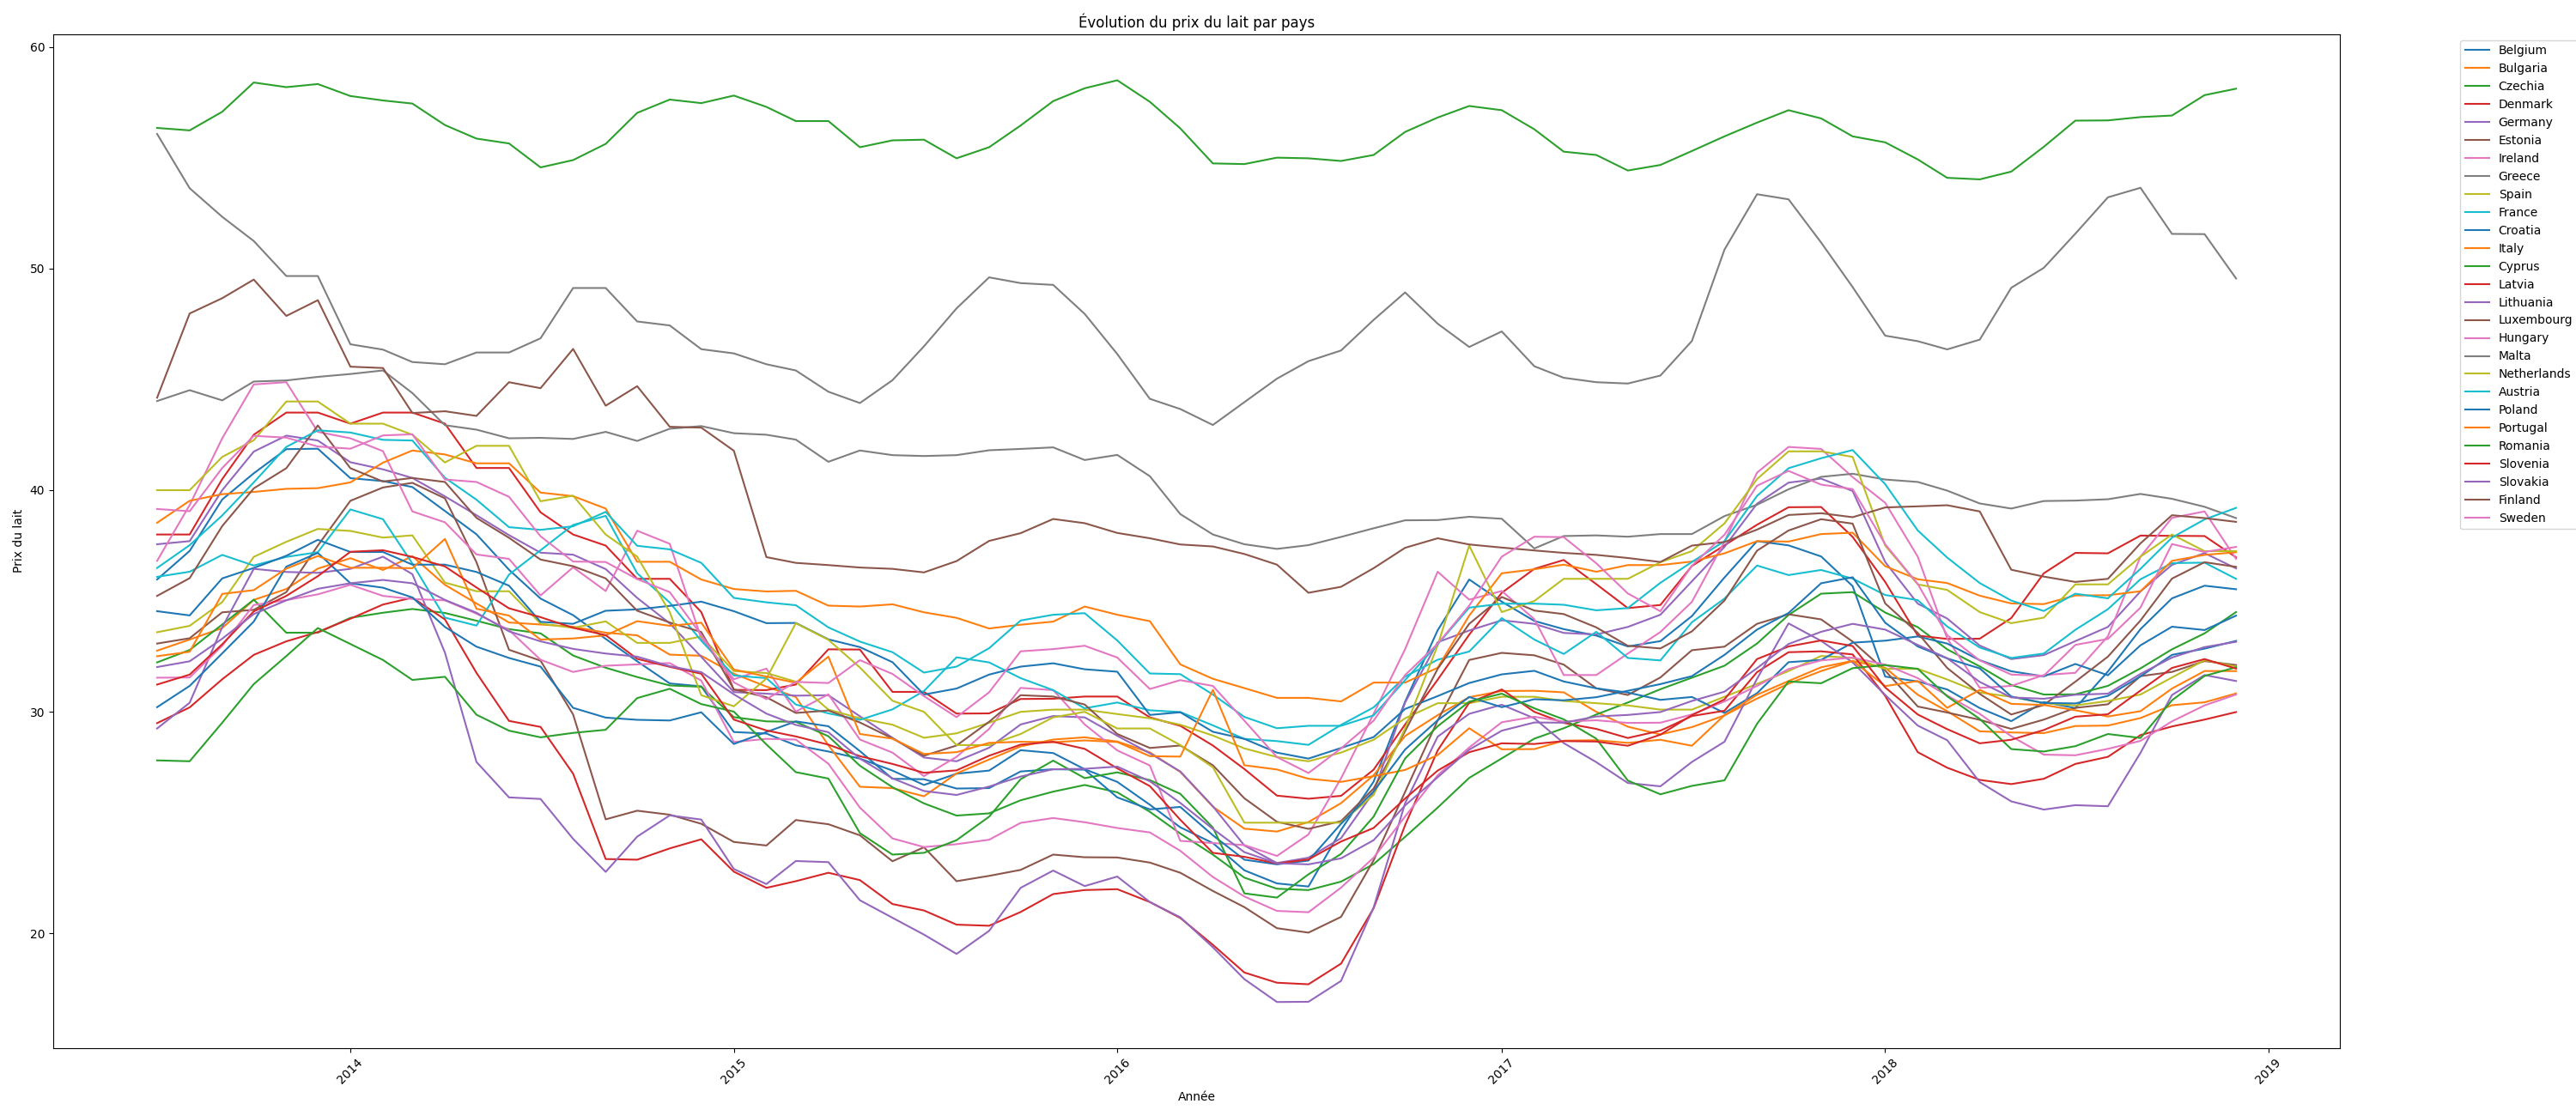 Évolution du prix du lait par pays
60
50
40
30
20
Prix du lait
2014
2015
2016
2017
2018
2019
Année
Belgium
Bulgaria
Czechia
Denmark
Germany
Estonia
Ireland
Greece
Spain
France
Croatia
Italy
Cyprus
Latvia
Lithuania
Luxembourg
Hungary
Malta
Netherlands
Austria
Poland
Portugal
Romania
Slovenia
Slovakia
Finland
Sweden